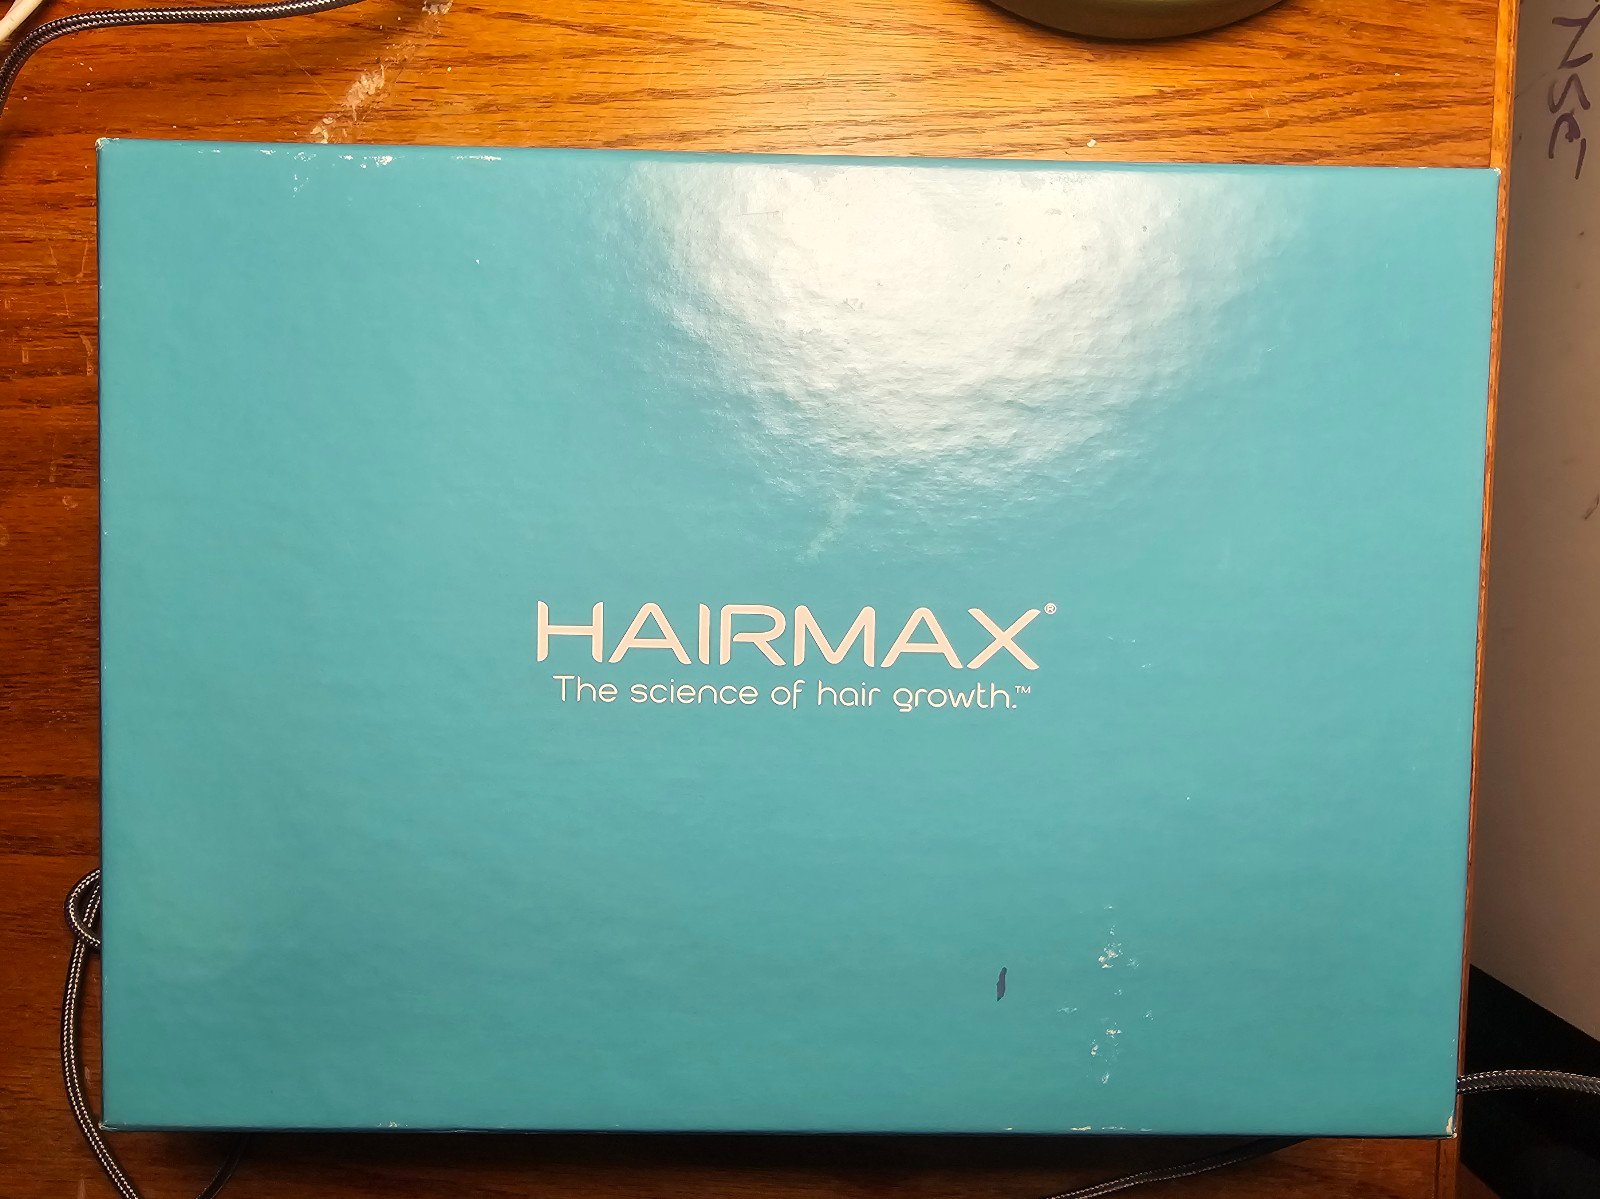 HAIRMAX®
The science of hair growth.™